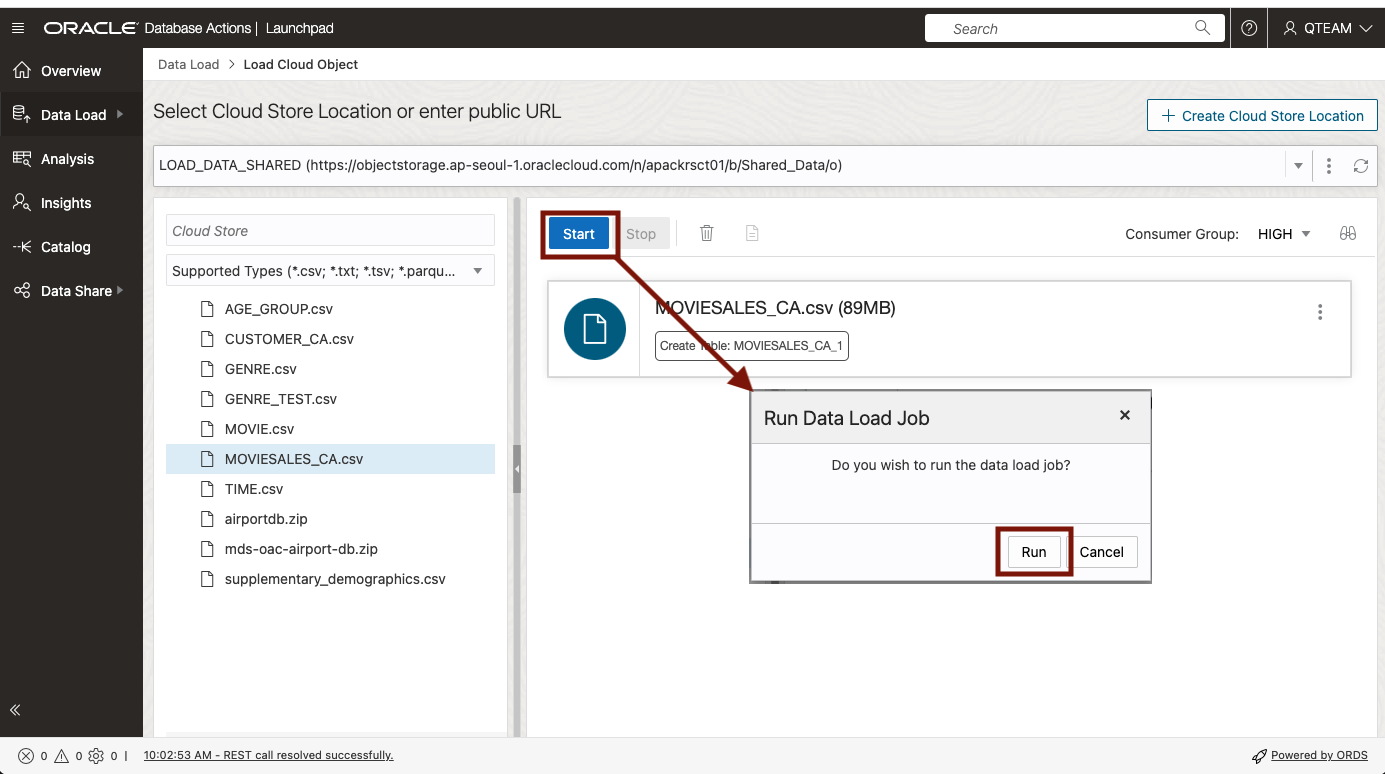 ORACLE Database Actions | Launchpad
Search
QTEAM
Overview
Data Load
Analysis
Insights
Catalog
Data Share
Data Load > Load Cloud Object
Select Cloud Store Location or enter public URL
+ Create Cloud Store Location
LOAD_DATA_SHARED (https://objectstorage.ap-seoul-1.oraclecloud.com/n/apackrsct01/b/Shared_Data/o)
Cloud Store
Supported Types (*.csv; *.txt; *.tsv; *.parqu...
AGE_GROUP.csv
CUSTOMER_CA.csv
GENRE.csv
GENRE_TEST.csv
MOVIE.csv
MOVIESALES_CA.csv
TIME.csv
airportdb.zip
mds-oac-airport-db.zip
supplementary_demographics.csv
Start Stop
Consumer Group: HIGH
MOVIESALES_CA.csv (89MB)
Create Table: MOVIESALES_CA_1
Run Data Load Job
Do you wish to run the data load job?
Run Cancel
0 0 0 | 10:02:53 AM - REST call resolved successfully.
Powered by ORDS